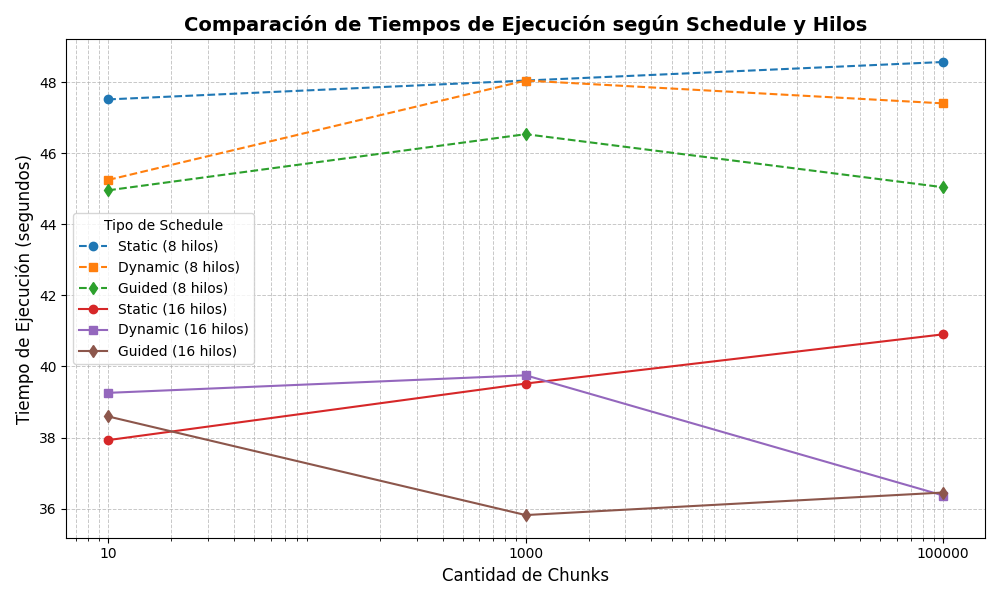 Comparación de Tiempos de Ejecución según Schedule y Hilos
Tiempo de Ejecución (segundos)
48
46
44
42
40
38
36
Tipo de Schedule
Static (8 hilos)
Dynamic (8 hilos)
Guided (8 hilos)
Static (16 hilos)
Dynamic (16 hilos)
Guided (16 hilos)
10
1000
100000
Cantidad de Chunks